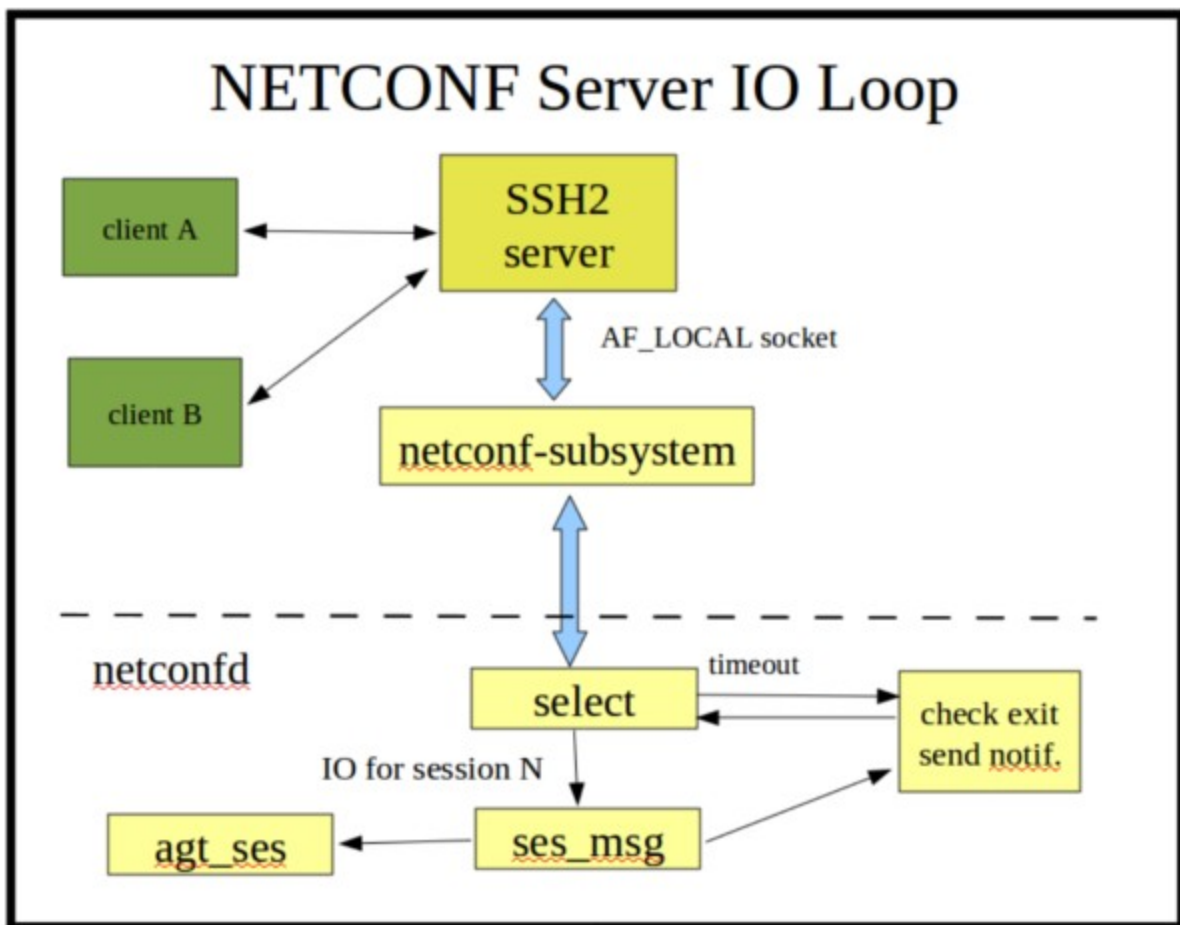 NETCONF Server IO Loop
client A
SSH2
server
AF_LOCAL socket
client B
netconf-subsystem
netconfd
timeout
select
check exit
send notif.
IO for session N
agt_ses
ses_msg